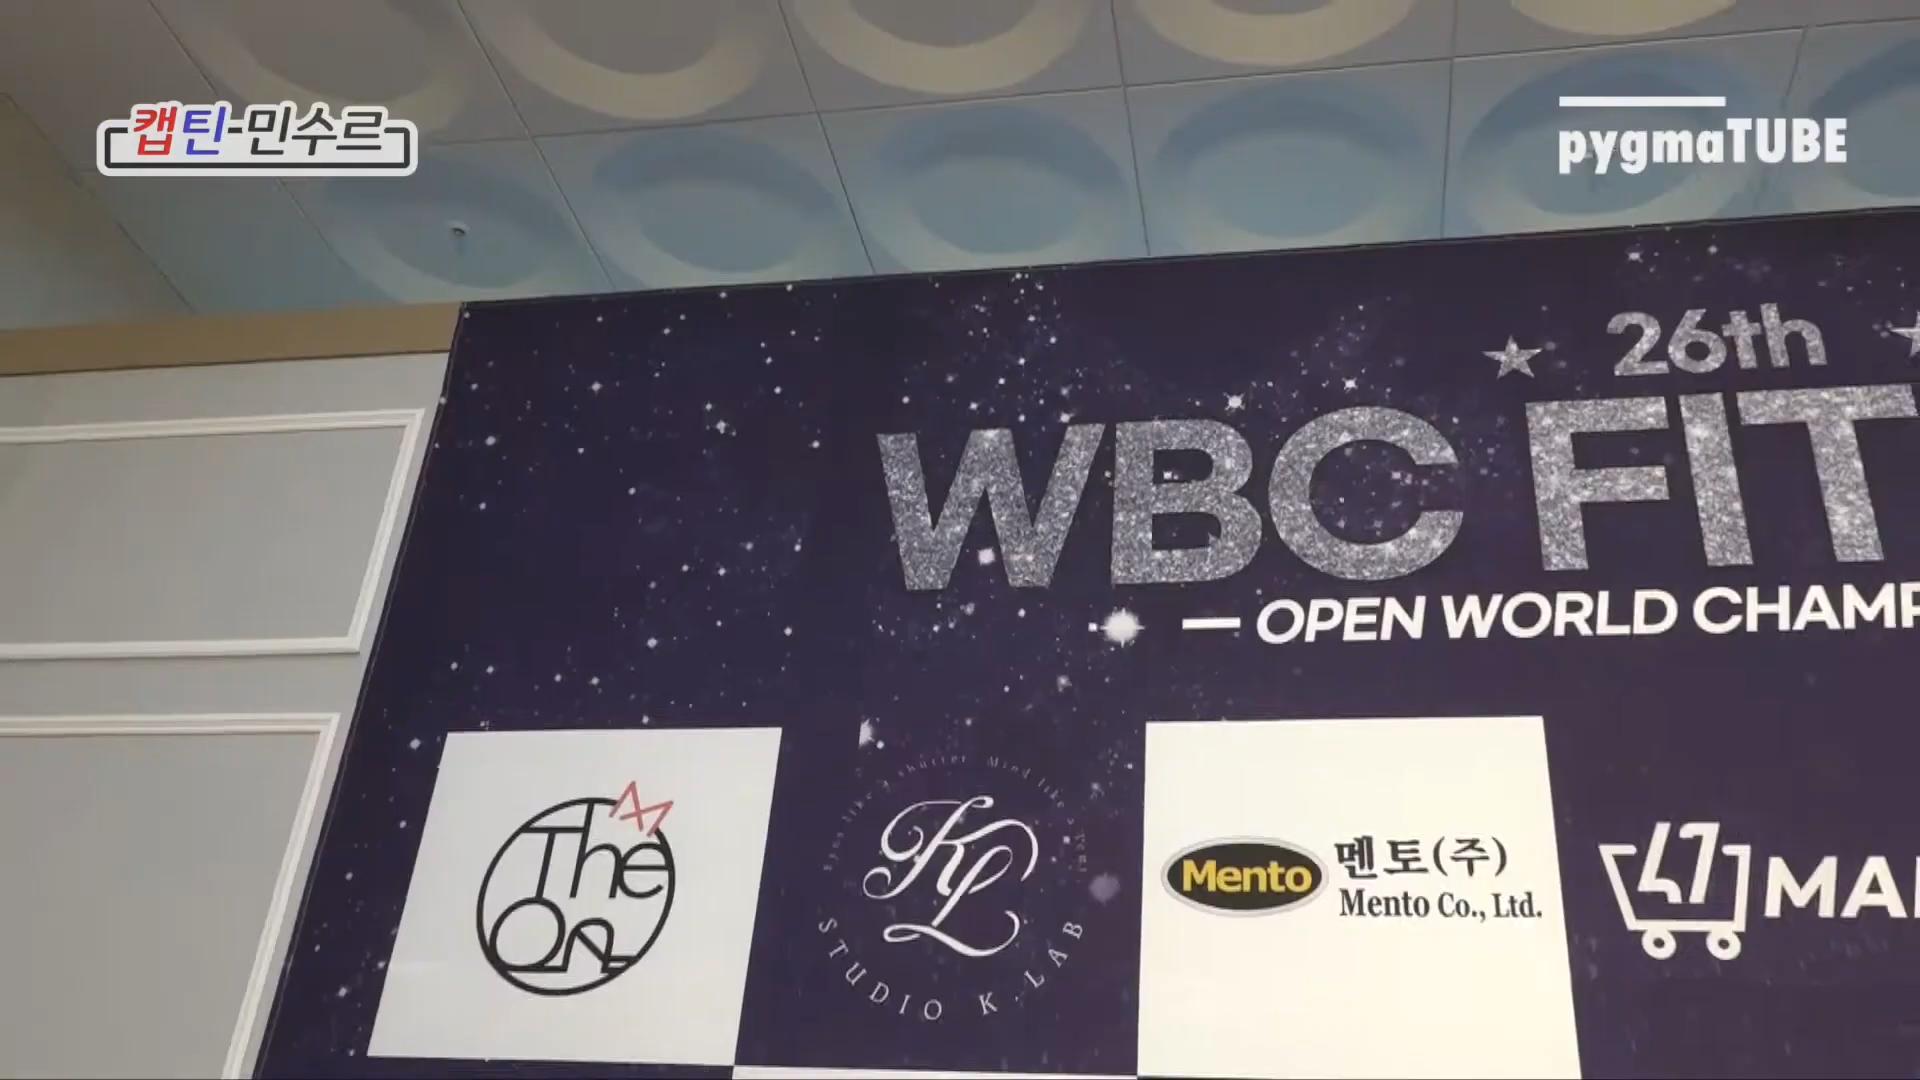 캡틴-민수르
pygmaTUBE
26th
WBC FIT
OPEN WORLD CHAMP
The On
KL
STUDIO K.LAB
Mento 멘토(주)
Mento Co., Ltd.
47 MA